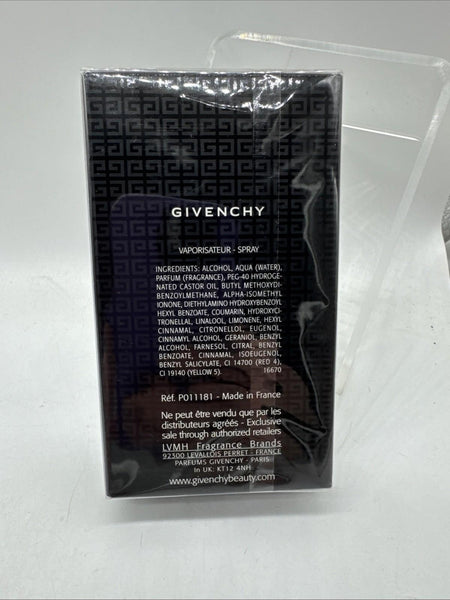 GIVENCHY
VAPORISATEUR - SPRAY
INGREDIENTS: ALCOHOL, AQUA (WATER),
PARFUM (FRAGRANCE), PEG-40 HYDROGE-
NATED CASTOR OIL, BUTYL METHOXYDI-
BENZOYLMETHANE, ALPHA-ISOMETHYL
IONONE, DIETHYLAMINO HYDROXYBENZOYL
HEXYL BENZOATE, COUMARIN, HYDROXYCI-
TRONELLAL, LINALOOL, LIMONENE, HEXYL
CINNAMAL, CITRONELLOL, EUGENOL,
CINNAMYL ALCOHOL, GERANIOL, BENZYL
ALCOHOL, FARNESOL, CITRAL, BENZYL
BENZOATE, CINNAMAL, ISOEUGENOL,
BENZYL SALICYLATE, CI 14700 (RED 4),
CI 19140 (YELLOW 5). 16670
Réf. P011181 - Made in France
Ne peut être vendu que par les
distributeurs agréés - Exclusive
sale through authorized retailers
LVMH Fragrance Brands
92300 LEVALLOIS PERRET - FRANCE
PARFUMS GIVENCHY - PARIS
In UK: KT12 4NH
www.givenchybeauty.com